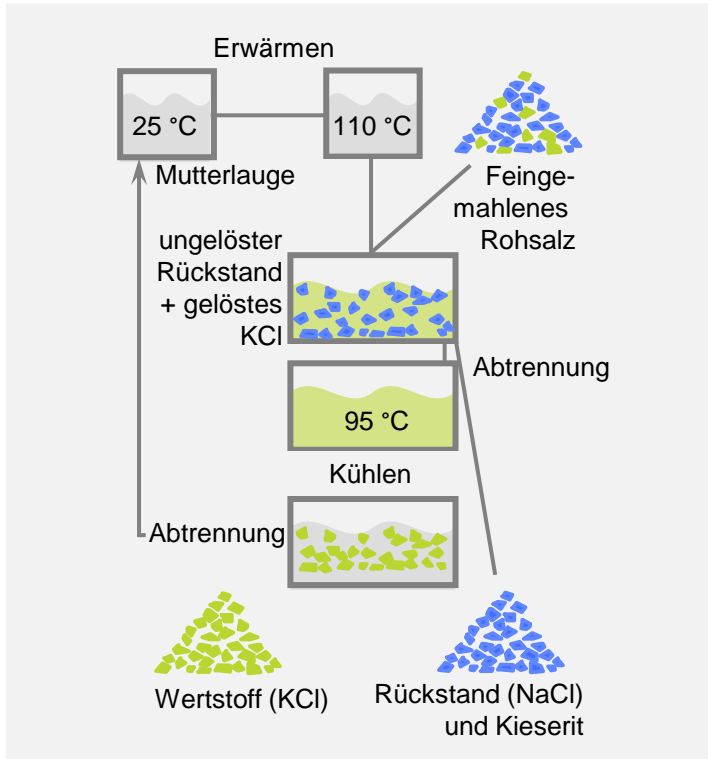 Erwärmen
25 °C
110 °C
Mutterlauge
Feinge-
mahlenes
Rohsalz
ungelöster
Rückstand
+ gelöstes
KCl
Abtrennung
95 °C
Kühlen
Abtrennung
Wertstoff (KCl)
Rückstand (NaCl)
und Kieserit